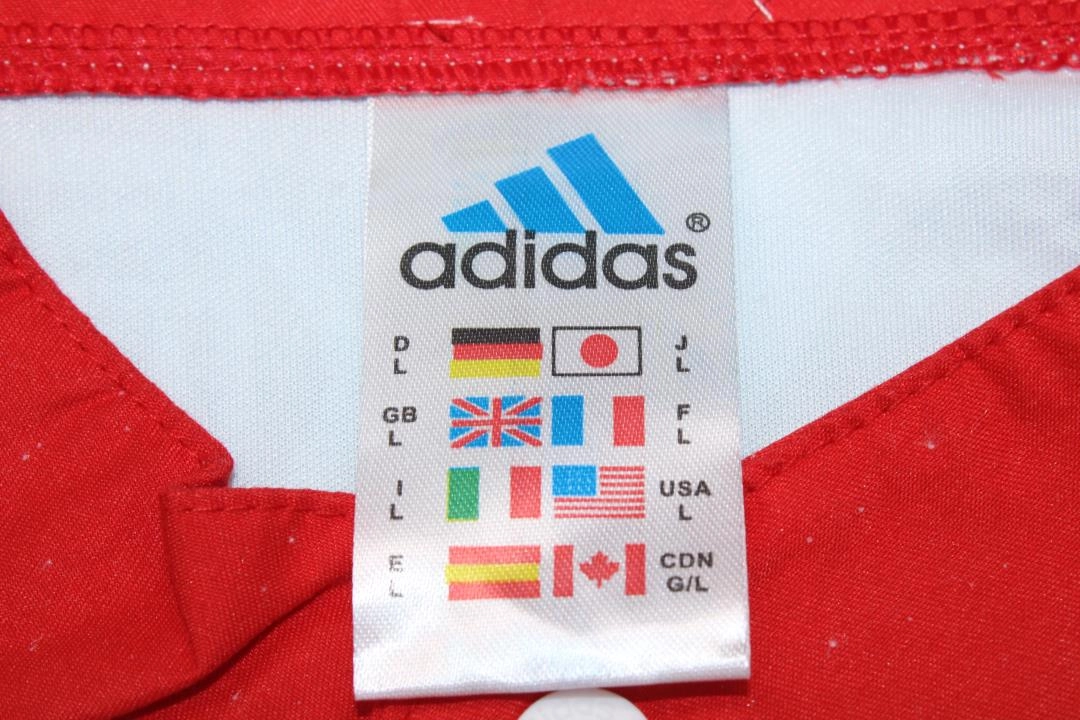 adidas®
D J
L L
GB F
L L
I USA
L L
E CDN
L G/L